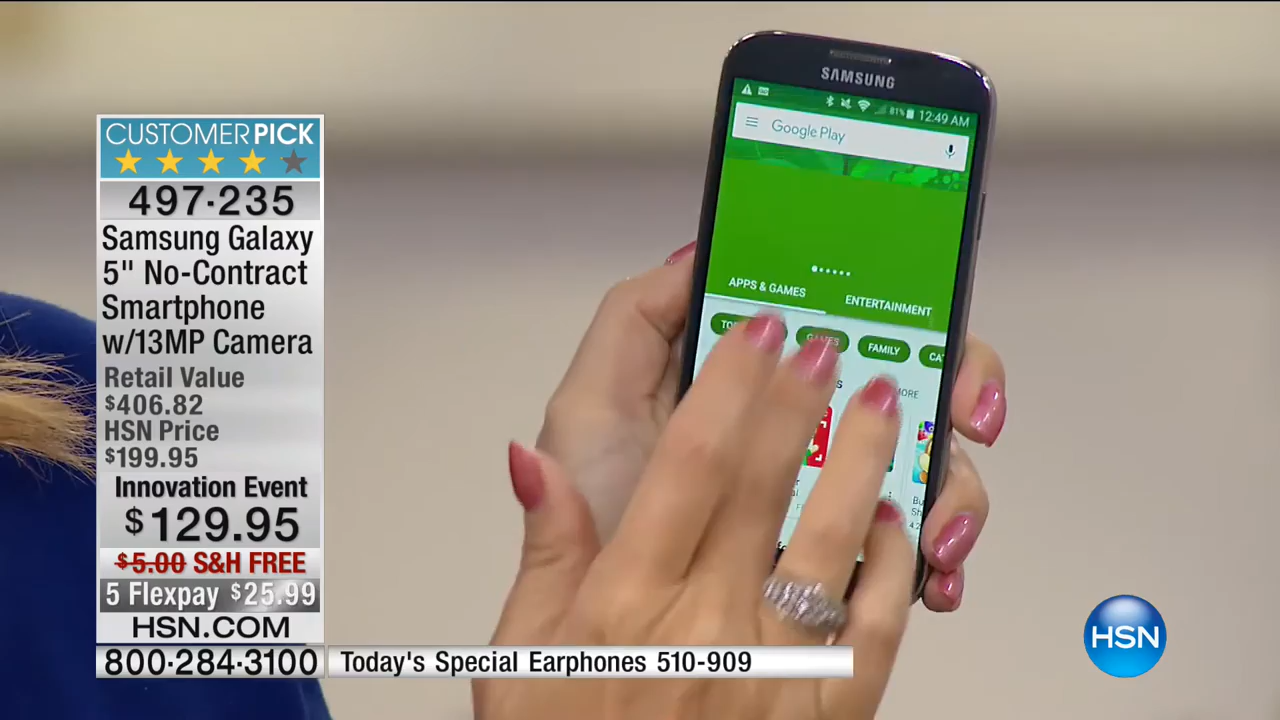 CUSTOMER PICK
497-235
Samsung Galaxy
5" No-Contract
Smartphone
w/13MP Camera
Retail Value
$406.82
HSN Price
$199.95
Innovation Event
$129.95
$5.00 S&H FREE
5 Flexpay $25.99
HSN.COM
800-284-3100
Today's Special Earphones 510-909
SAMSUNG
81% 12:49 AM
Google Play
APPS & GAMES
ENTERTAINMENT
GAMES
FAMILY
MORE
HSN